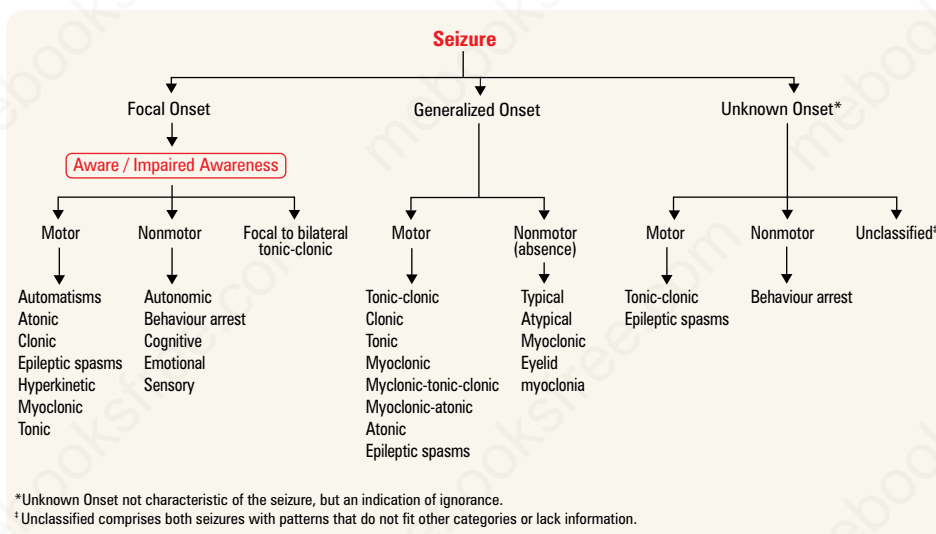 Seizure
Focal Onset
Generalized Onset
Unknown Onset*
Aware / Impaired Awareness
Motor
Nonmotor
Focal to bilateral
tonic-clonic
Motor
Nonmotor
(absence)
Motor
Nonmotor
Unclassified‡
Automatisms
Atonic
Clonic
Epileptic spasms
Hyperkinetic
Myoclonic
Tonic
Autonomic
Behaviour arrest
Cognitive
Emotional
Sensory
Tonic-clonic
Clonic
Tonic
Myoclonic
Myclonic-tonic-clonic
Myoclonic-atonic
Atonic
Epileptic spasms
Typical
Atypical
Myoclonic
Eyelid
myoclonia
Tonic-clonic
Epileptic spasms
Behaviour arrest
*Unknown Onset not characteristic of the seizure, but an indication of ignorance.
‡Unclassified comprises both seizures with patterns that do not fit other categories or lack information.